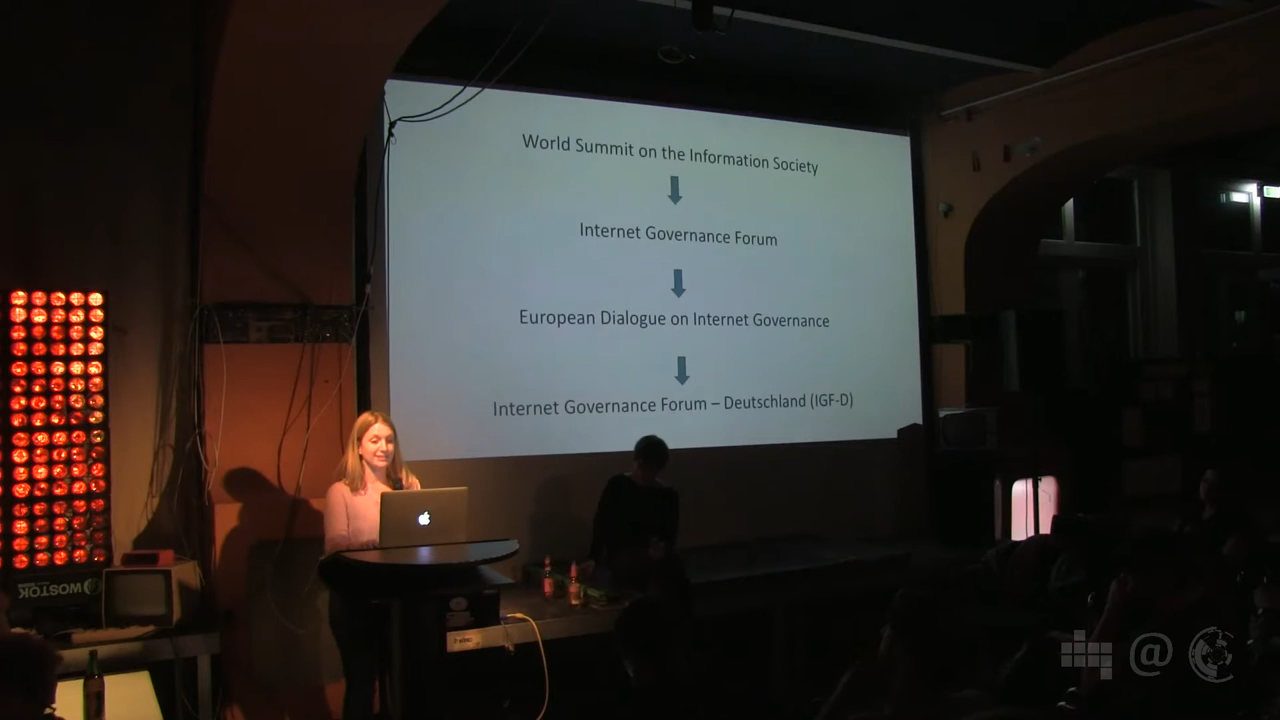 World Summit on the Information Society
Internet Governance Forum
European Dialogue on Internet Governance
Internet Governance Forum – Deutschland (IGF-D)
WOSTOK
@